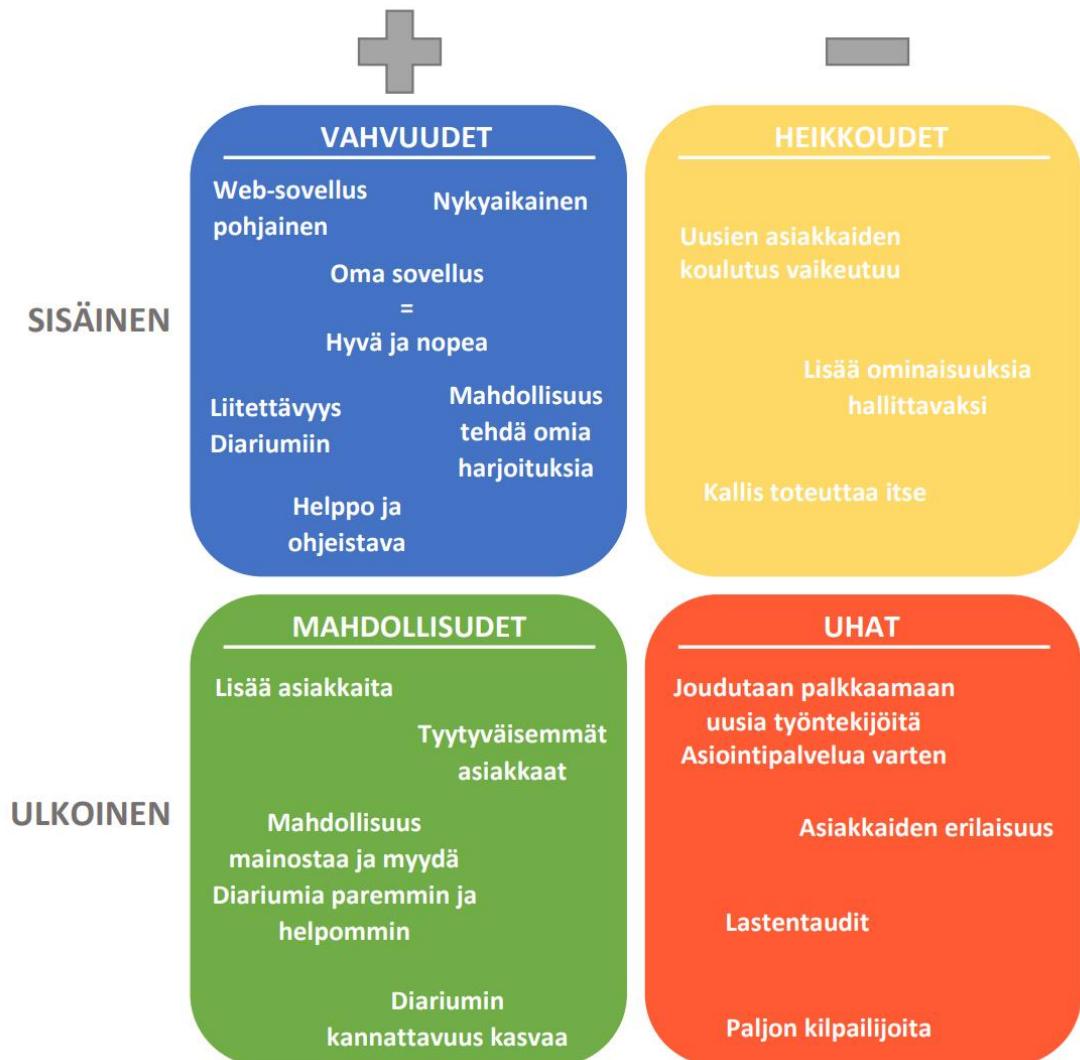 VAHVUUDET
Web-sovellus
pohjainen
Nykyaikainen
Oma sovellus
=
Hyvä ja nopea
Liitettävyys
Diariumiin
Mahdollisuus
tehdä omia
harjoituksia
Helppo ja
ohjeistava
HEIKKOUDET
Uusien asiakkaiden
koulutus vaikeutuu
Lisää ominaisuuksia
hallittavaksi
Kallis toteuttaa itse
SISÄINEN
MAHDOLLISUDET
Lisää asiakkaita
Tyytyväisemmät
asiakkaat
Mahdollisuus
mainostaa ja myydä
Diariumia paremmin ja
helpommin
Diariumin
kannattavuus kasvaa
UHAT
Joudutaan palkkaamaan
uusia työntekijöitä
Asiointipalvelua varten
Asiakkaiden erilaisuus
Lastentaudit
Paljon kilpailijoita
ULKOINEN